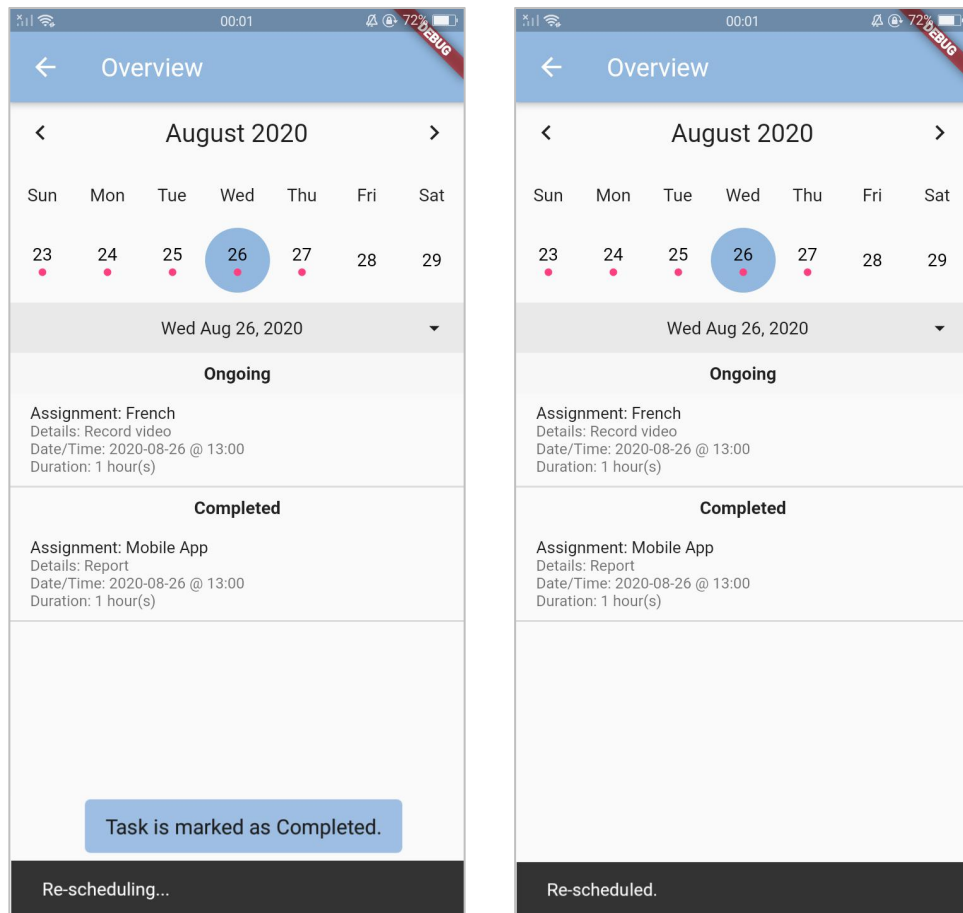 00:01
72%
DEBUG
Overview
August 2020
Sun Mon Tue Wed Thu Fri Sat
23 24 25 26 27 28 29
Wed Aug 26, 2020
Ongoing
Assignment: French
Details: Record video
Date/Time: 2020-08-26 @ 13:00
Duration: 1 hour(s)
Completed
Assignment: Mobile App
Details: Report
Date/Time: 2020-08-26 @ 13:00
Duration: 1 hour(s)
Task is marked as Completed.
Re-scheduling...
00:01
72%
DEBUG
Overview
August 2020
Sun Mon Tue Wed Thu Fri Sat
23 24 25 26 27 28 29
Wed Aug 26, 2020
Ongoing
Assignment: French
Details: Record video
Date/Time: 2020-08-26 @ 13:00
Duration: 1 hour(s)
Completed
Assignment: Mobile App
Details: Report
Date/Time: 2020-08-26 @ 13:00
Duration: 1 hour(s)
Re-scheduled.